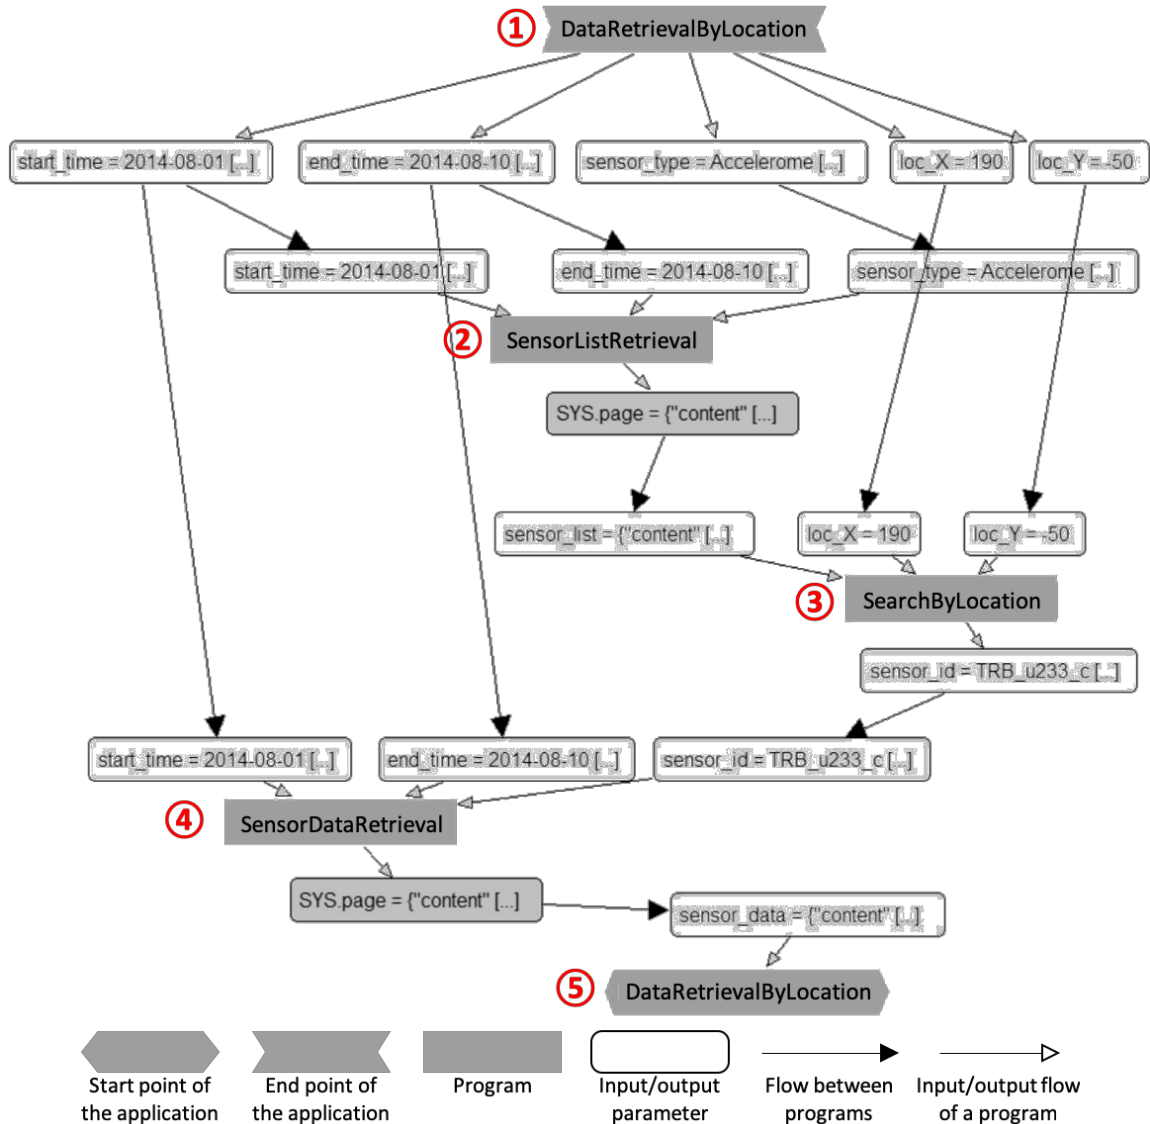 ① DataRetrievalByLocation
start_time = 2014-08-01 [...]
end_time = 2014-08-10 [...]
sensor_type = Accelerome [...]
loc_X = 190
loc_Y = -50
start_time = 2014-08-01 [...]
end_time = 2014-08-10 [...]
sensor_type = Accelerome [...]
② SensorListRetrieval
SYS.page = {"content" [...]
sensor_list = {"content" [...]
loc_X = 190
loc_Y = -50
③ SearchByLocation
sensor_id = TRB_u233_c [...]
start_time = 2014-08-01 [...]
end_time = 2014-08-10 [...]
sensor_id = TRB_u233_c [...]
④ SensorDataRetrieval
SYS.page = {"content" [...]
sensor_data = {"content" [...]
⑤ DataRetrievalByLocation
Start point of
the application
End point of
the application
Program
Input/output
parameter
Flow between
programs
Input/output flow
of a program